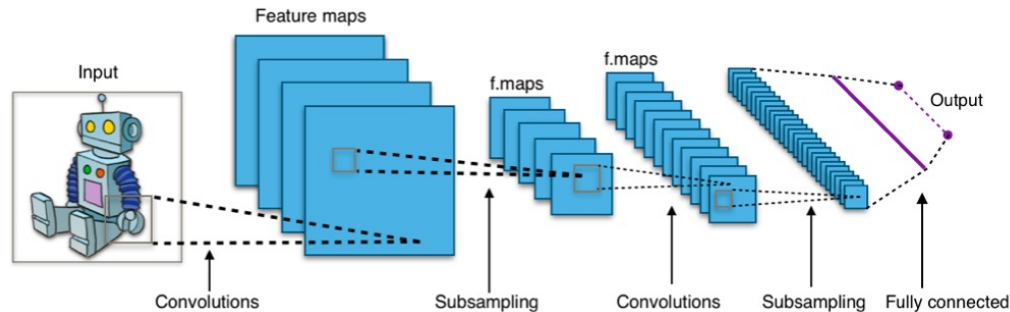 Feature maps
Input
f.maps
f.maps
Output
Convolutions
Subsampling
Convolutions
Subsampling
Fully connected